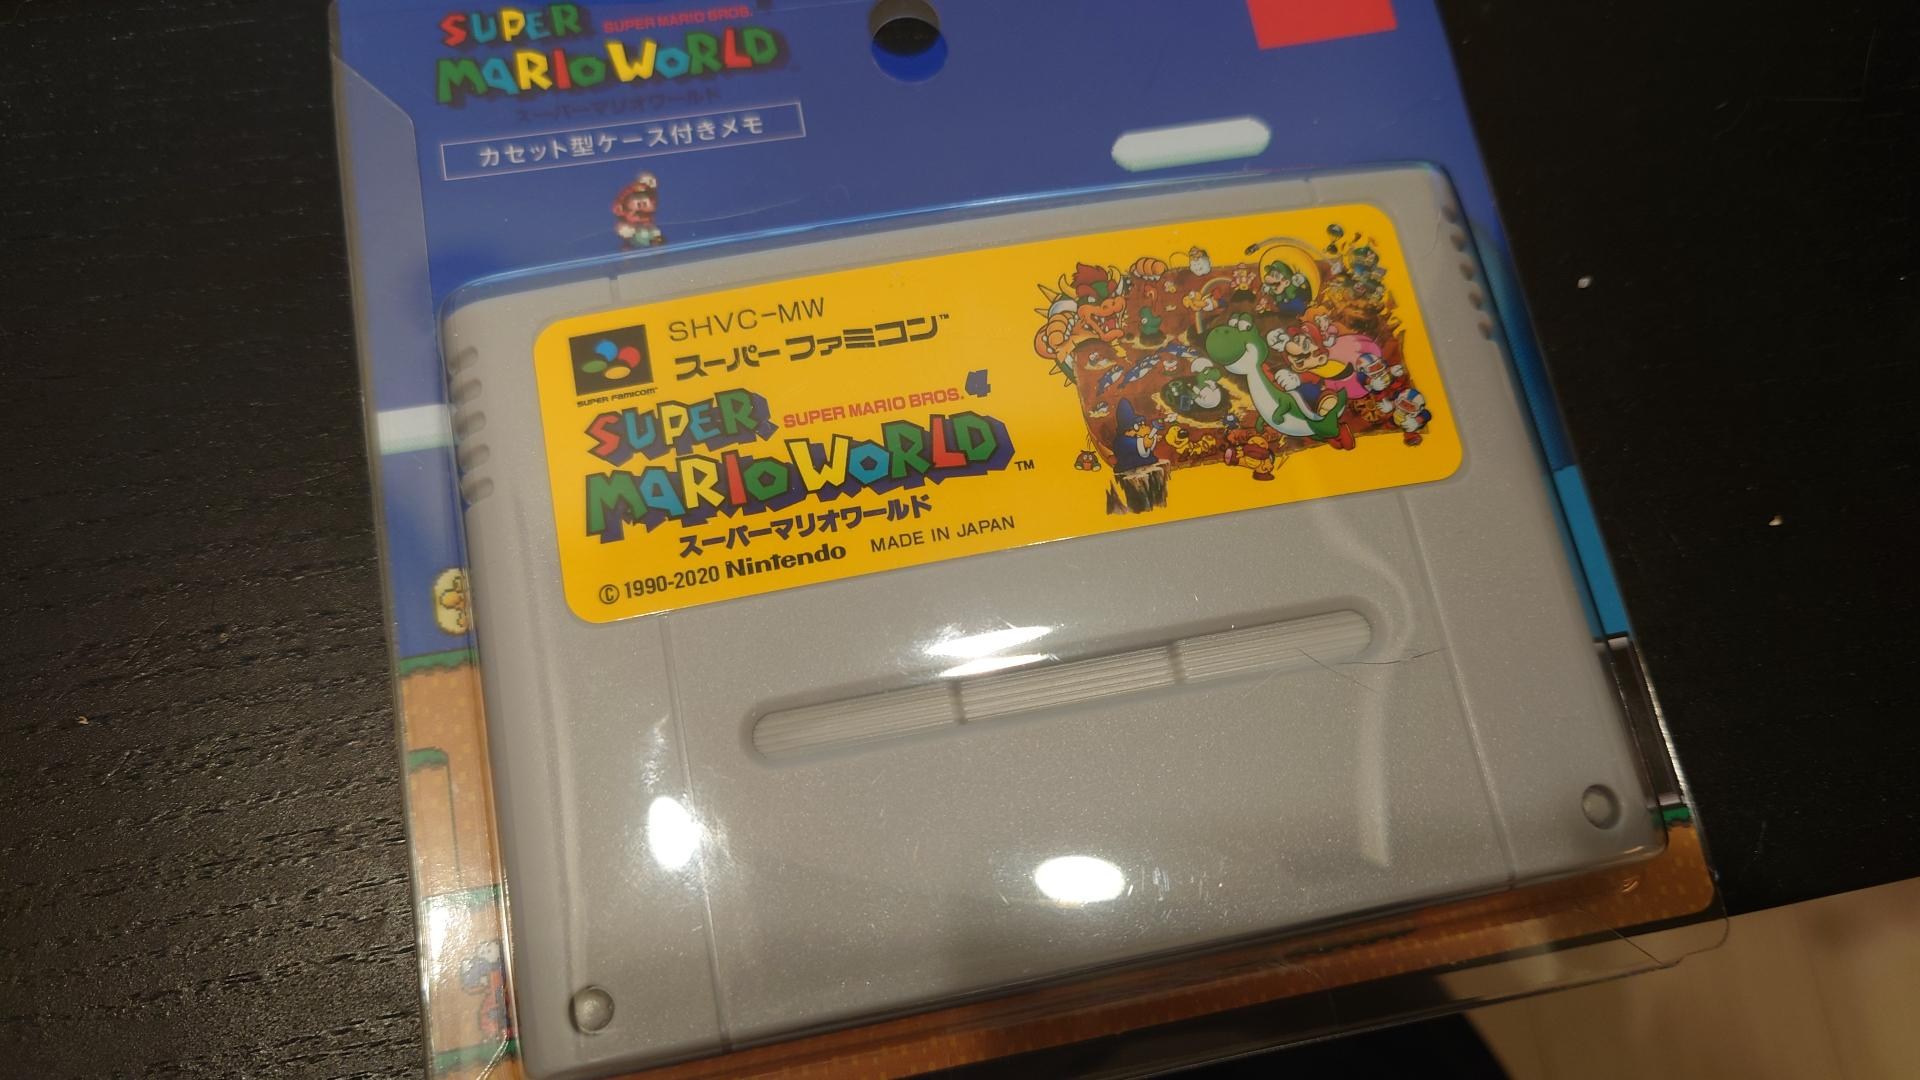 SUPER SUPER MARIO BROS.
MARIO WORLD
スーパーマリオワールド
カセット型ケース付きメモ
SHVC-MW
スーパーファミコン™
SUPER FAMICOM™
SUPER SUPER MARIO BROS.4
MARIO WORLD™
スーパーマリオワールド
© 1990-2020 Nintendo MADE IN JAPAN